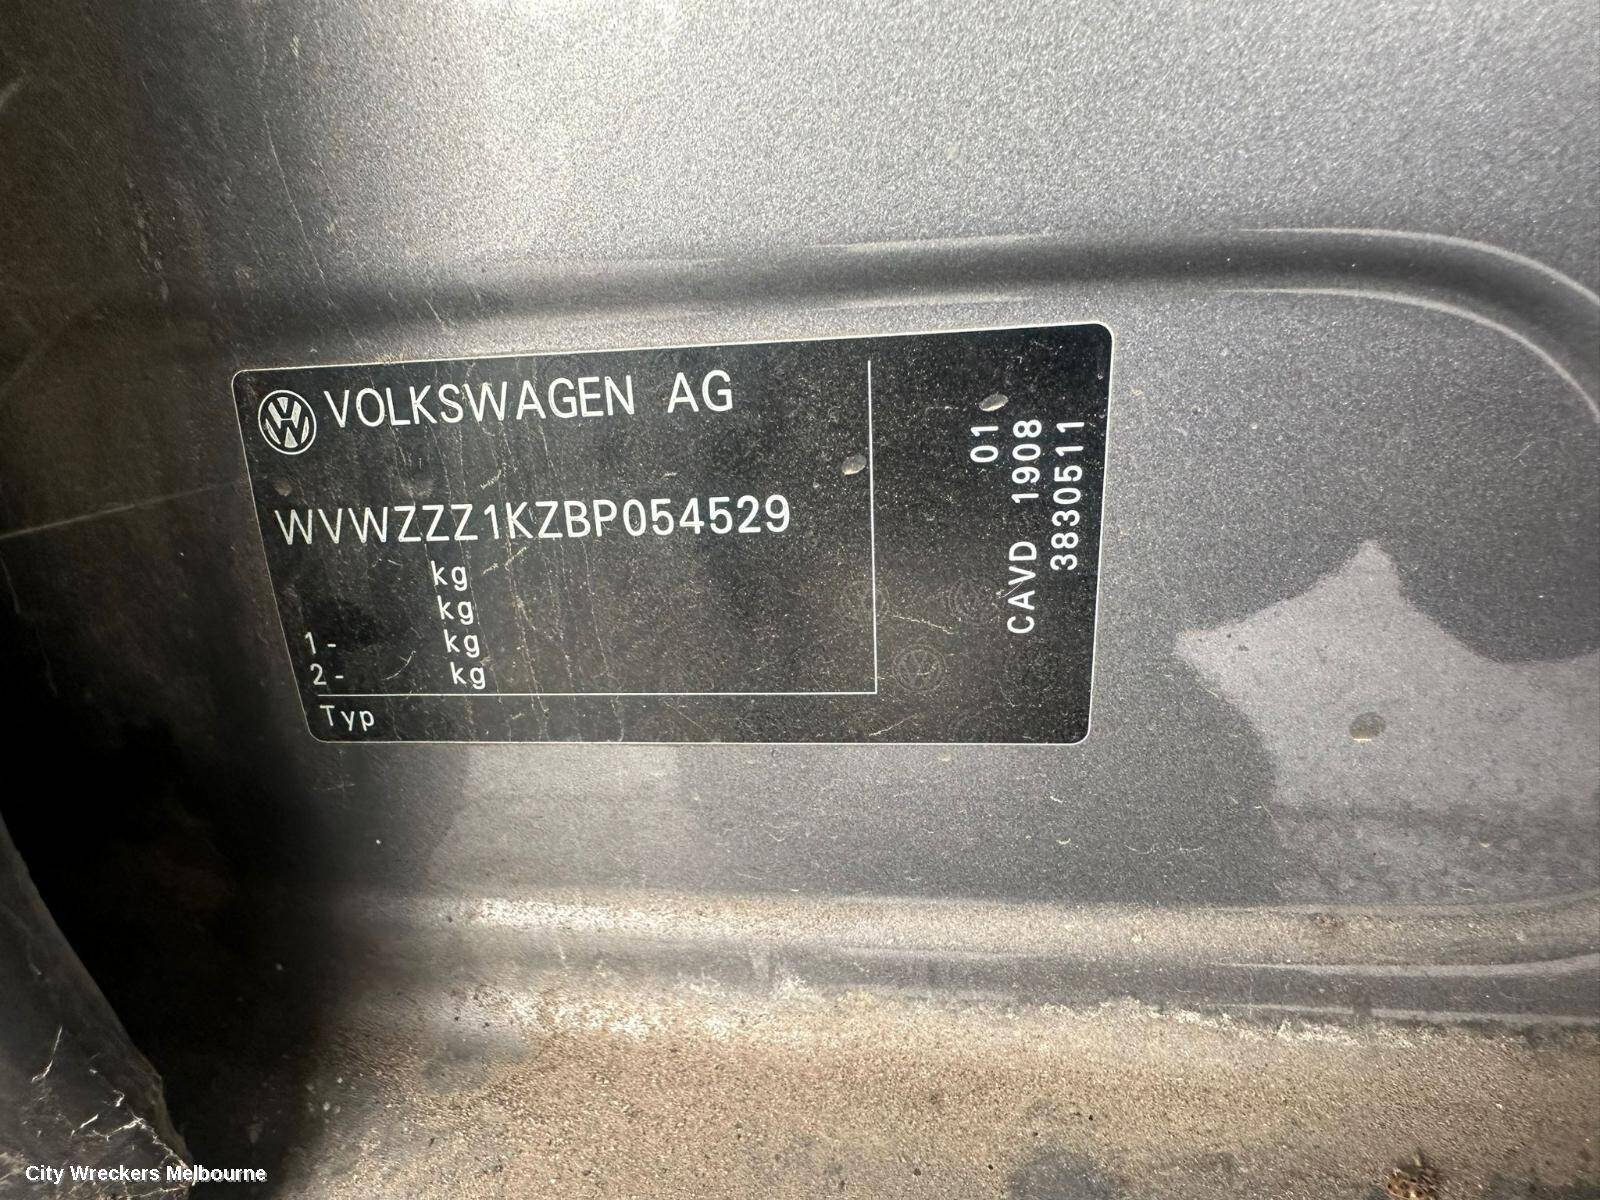 VOLKSWAGEN AG
WVWZZZ1KZBP054529
kg
kg
1- kg
2- kg
Typ
01
CAVD 1908
3830511
City Wreckers Melbourne